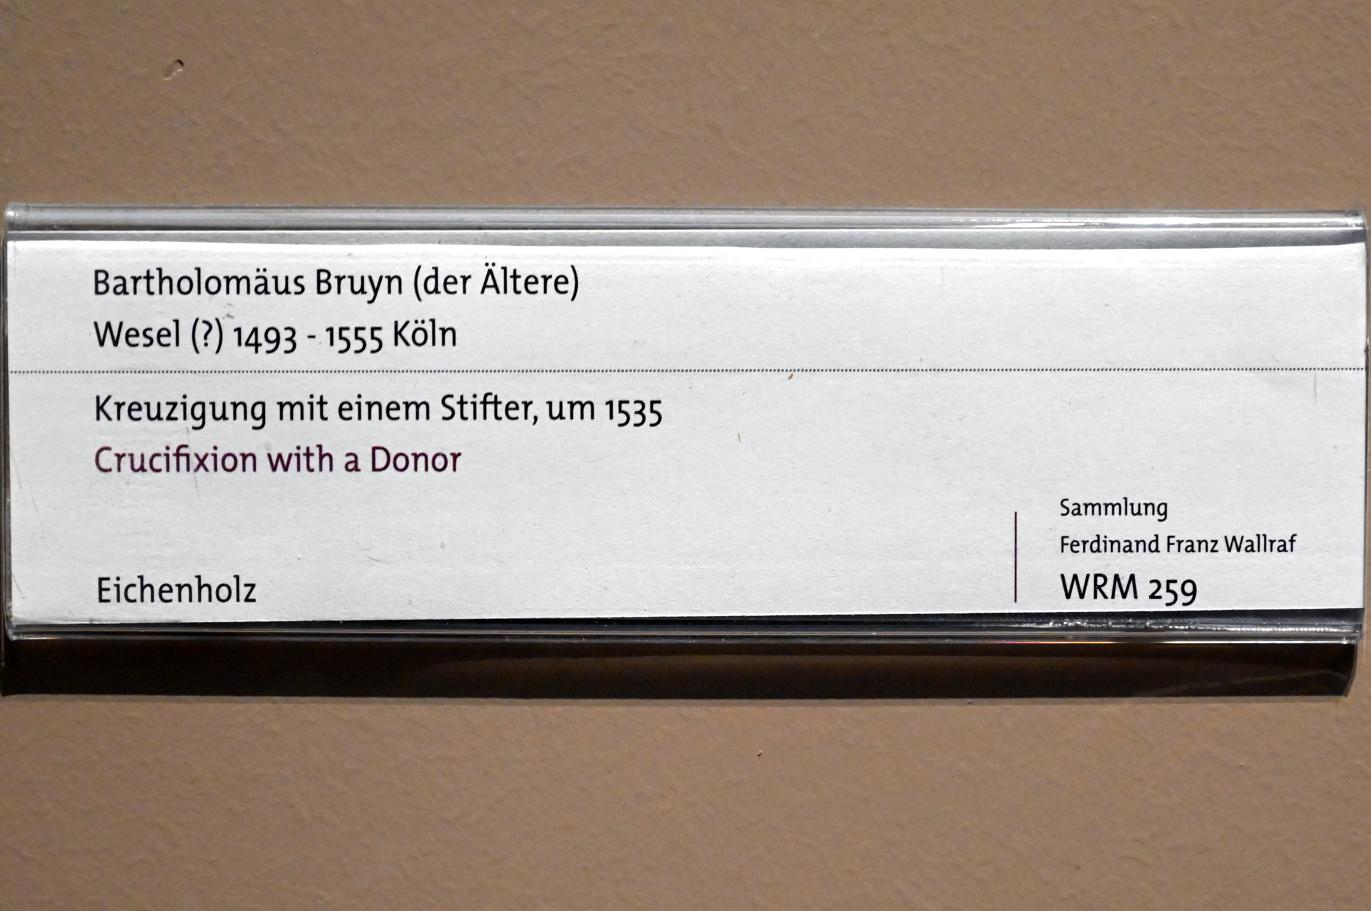 Bartholomäus Bruyn (der Ältere)
Wesel (?) 1493 - 1555 Köln
Kreuzigung mit einem Stifter, um 1535
Crucifixion with a Donor
Eichenholz
Sammlung
Ferdinand Franz Wallraf
WRM 259